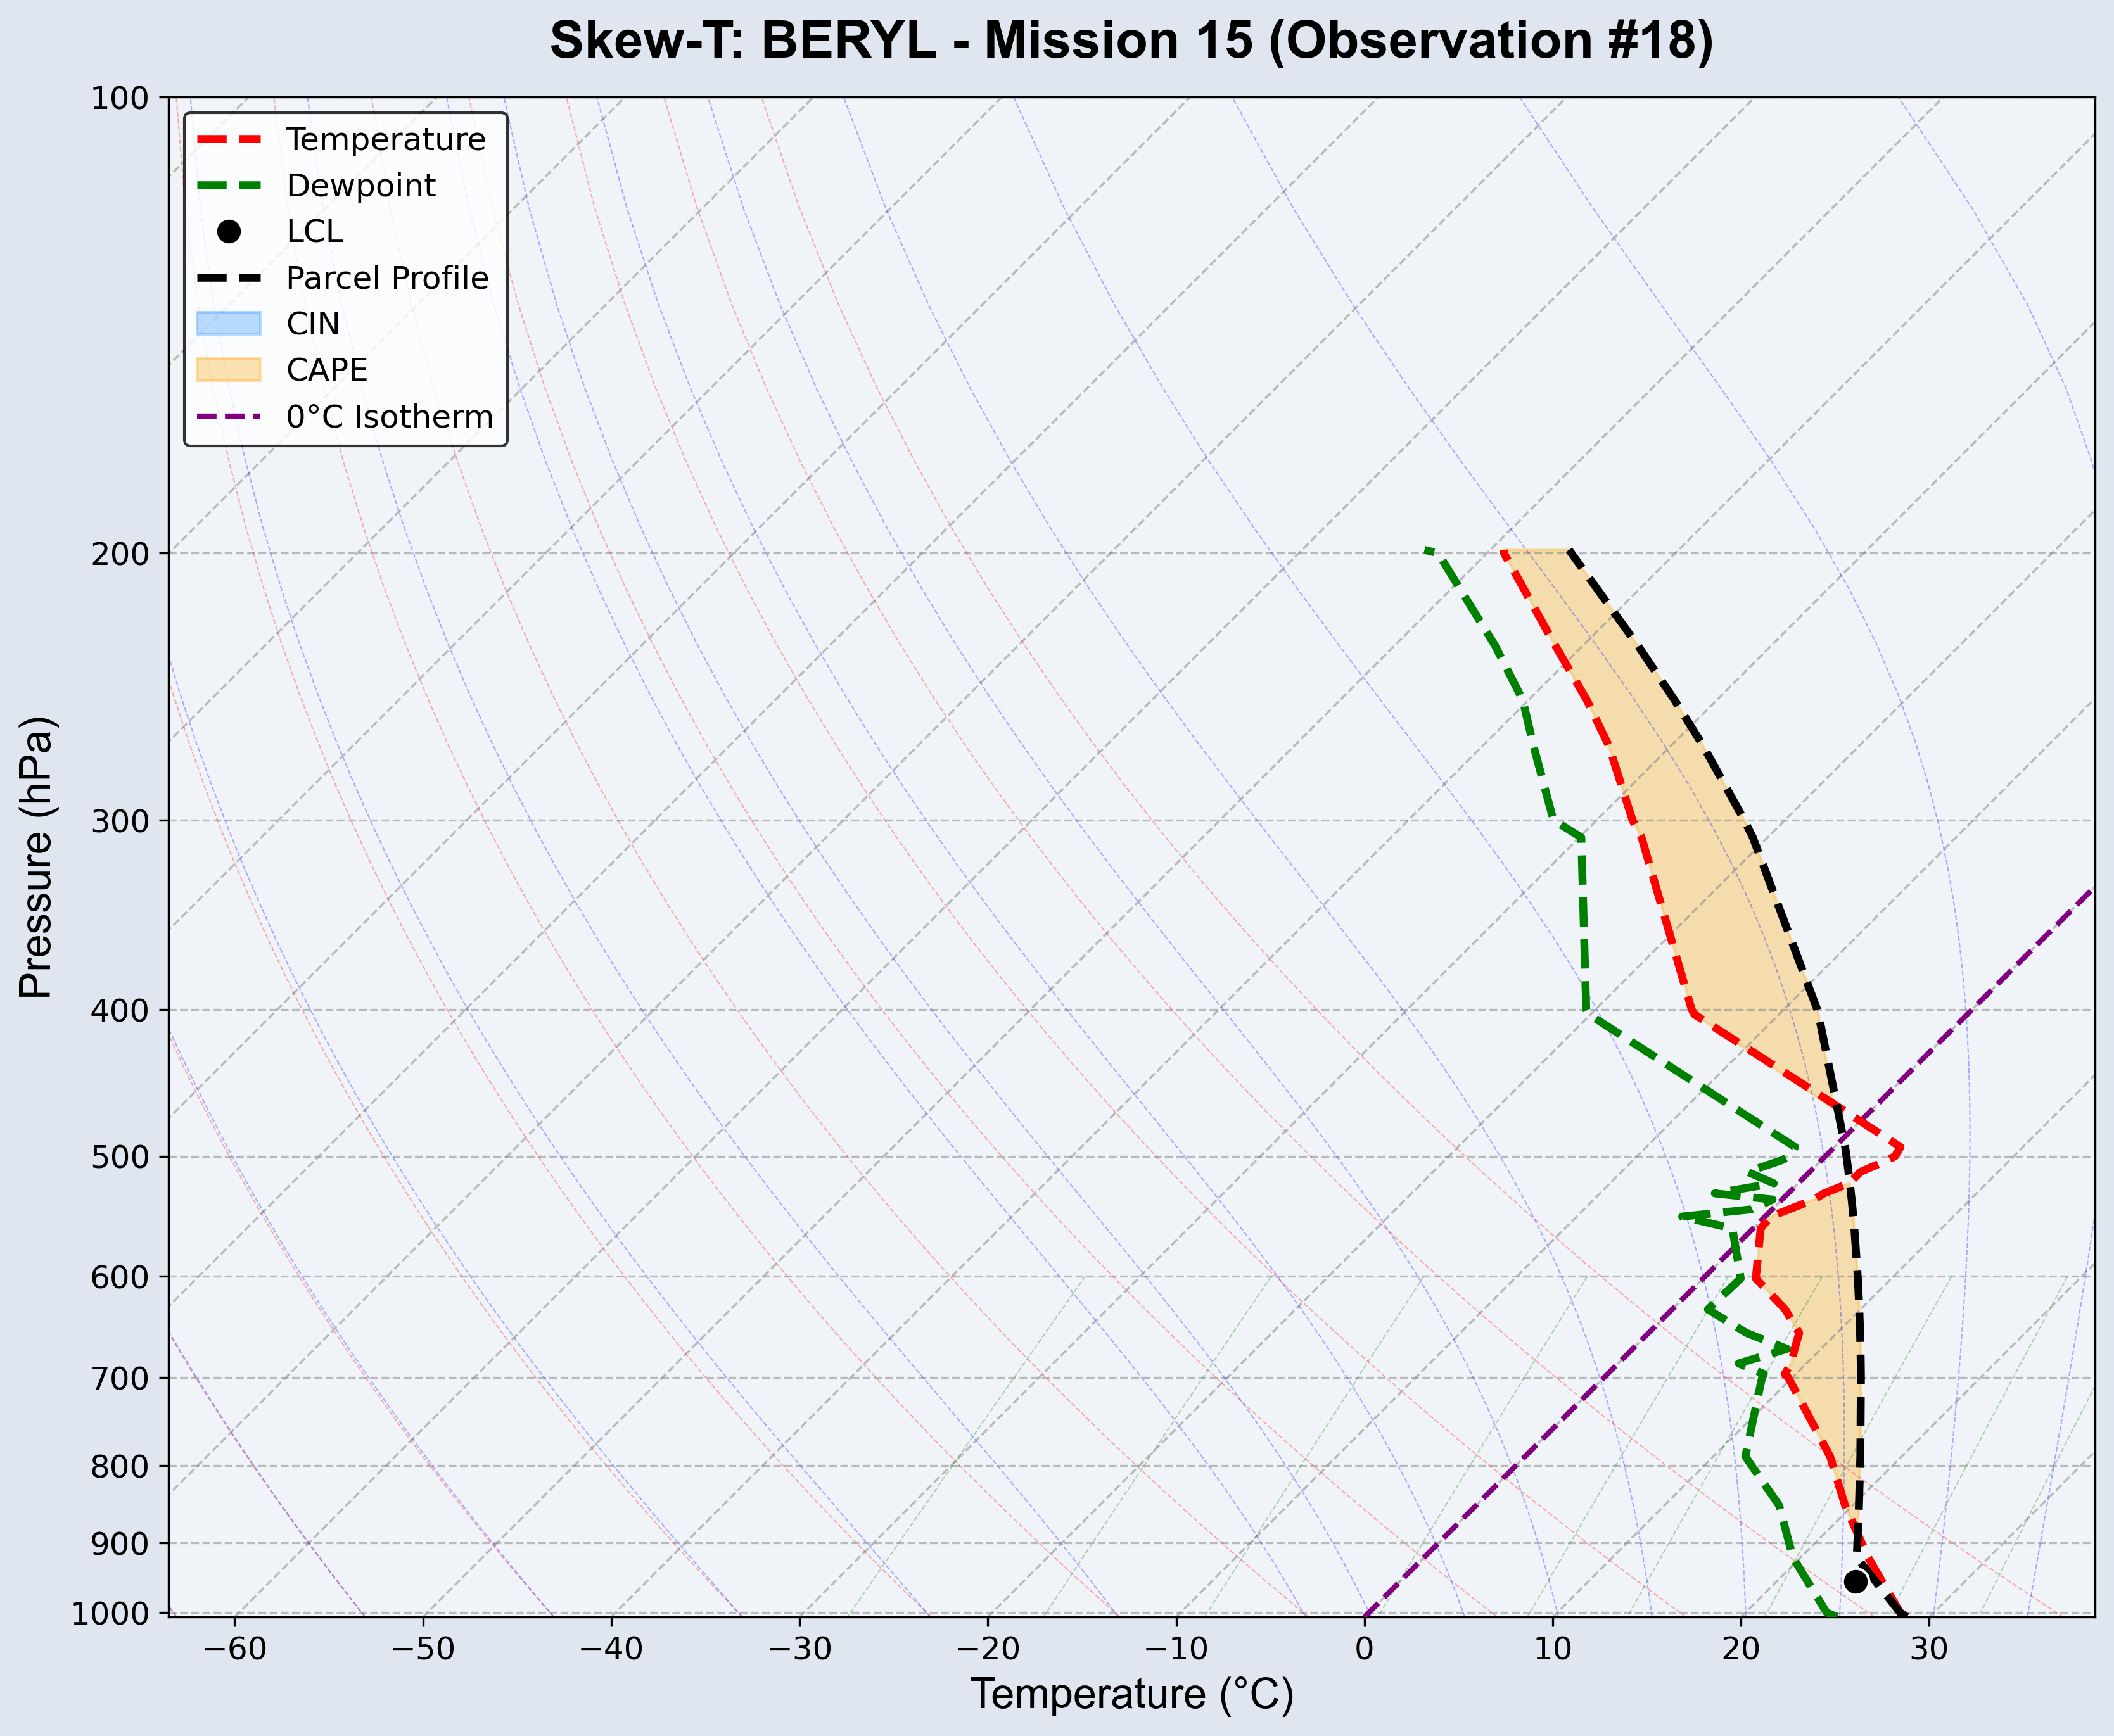 Skew-T: BERYL - Mission 15 (Observation #18)
Temperature
Dewpoint
LCL
Parcel Profile
CIN
CAPE
0°C Isotherm
Pressure (hPa)
100
200
300
400
500
600
700
800
900
1000
−60 −50 −40 −30 −20 −10 0 10 20 30
Temperature (°C)